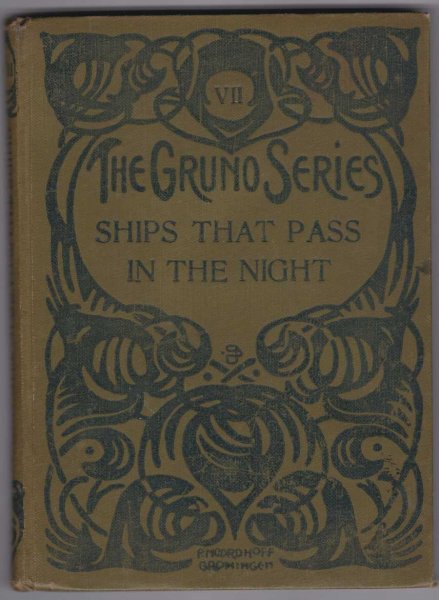 VII
THE GRUNO SERIES
SHIPS THAT PASS
IN THE NIGHT
P. NOORDHOFF
GRONINGEN